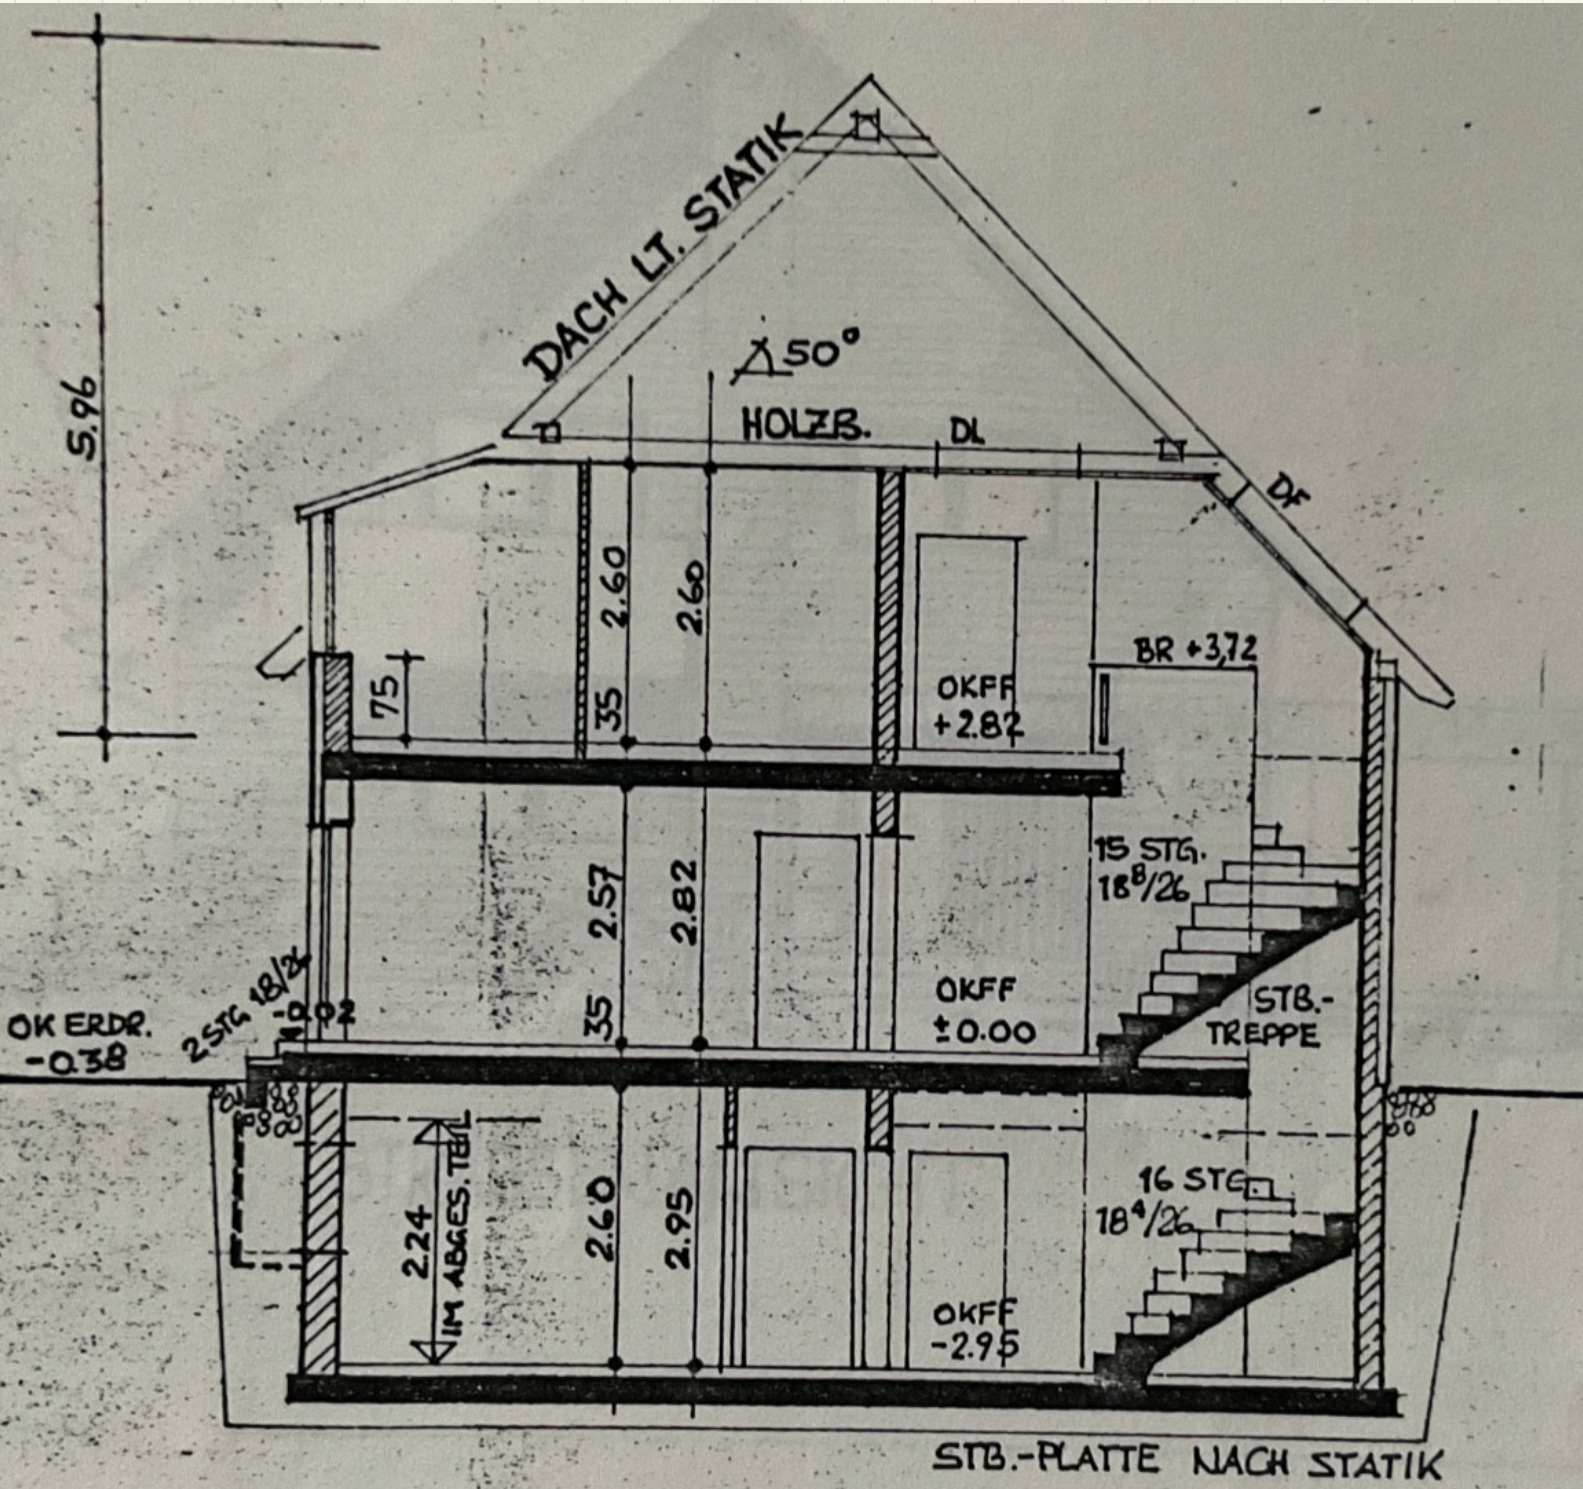 DACH LT. STATIK
5.96
50°
HOLZB.
DL
DF
2.60
2.60
75
35
OKFF
+2.82
BR +3,72
15 STG.
18⁸/26
2.57
2.82
35
OKFF
±0.00
STB.-
TREPPE
OK ERDR.
-0.38
2 STG 18/26
-0.02
2.24
IM ABGES. TEIL
2.60
2.95
16 STG
18⁴/26
OKFF
-2.95
STB.-PLATTE NACH STATIK